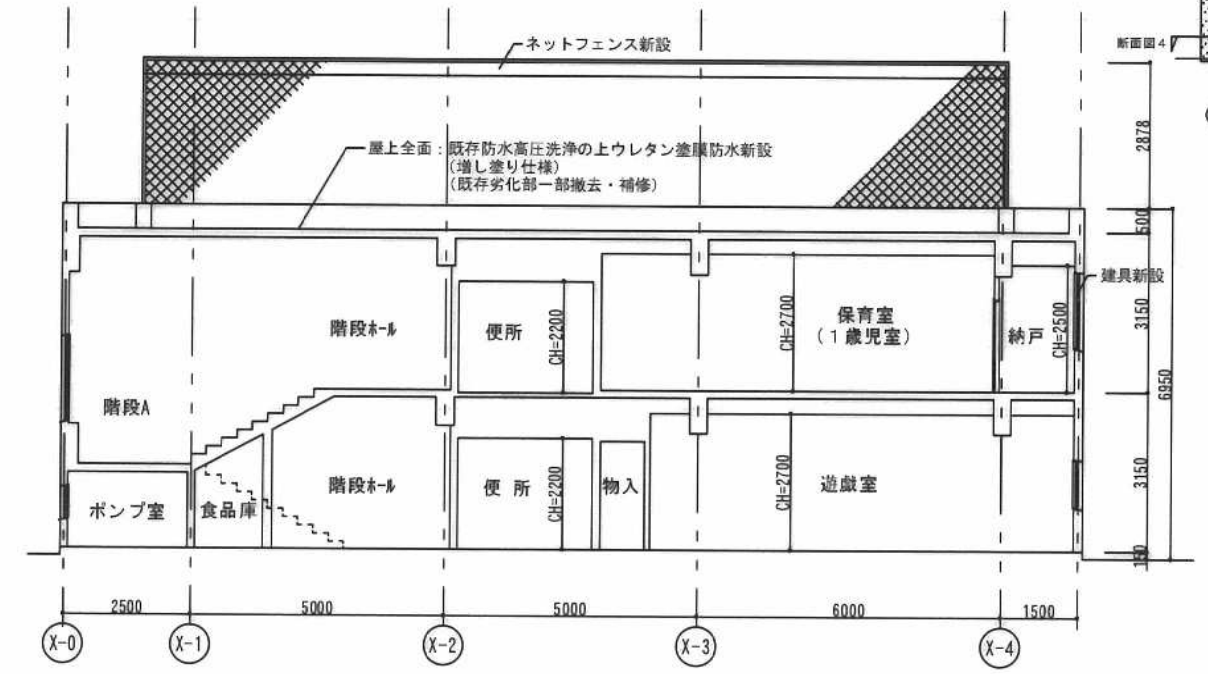 ネットフェンス新設
断面図4
屋上全面：既存防水高圧洗浄の上ウレタン塗膜防水新設
(増し塗り仕様)
(既存劣化部一部撤去・補修)
2878
600
建具新設
階段ホール
便所
CH=2200
CH=2700
保育室
(1歳児室)
納戸
CH=2500
3150
6950
階段A
ポンプ室
食品庫
階段ホール
便 所
CH=2200
物入
CH=2700
遊戯室
3150
150
2500
5000
5000
6000
1500
X-0
X-1
X-2
X-3
X-4